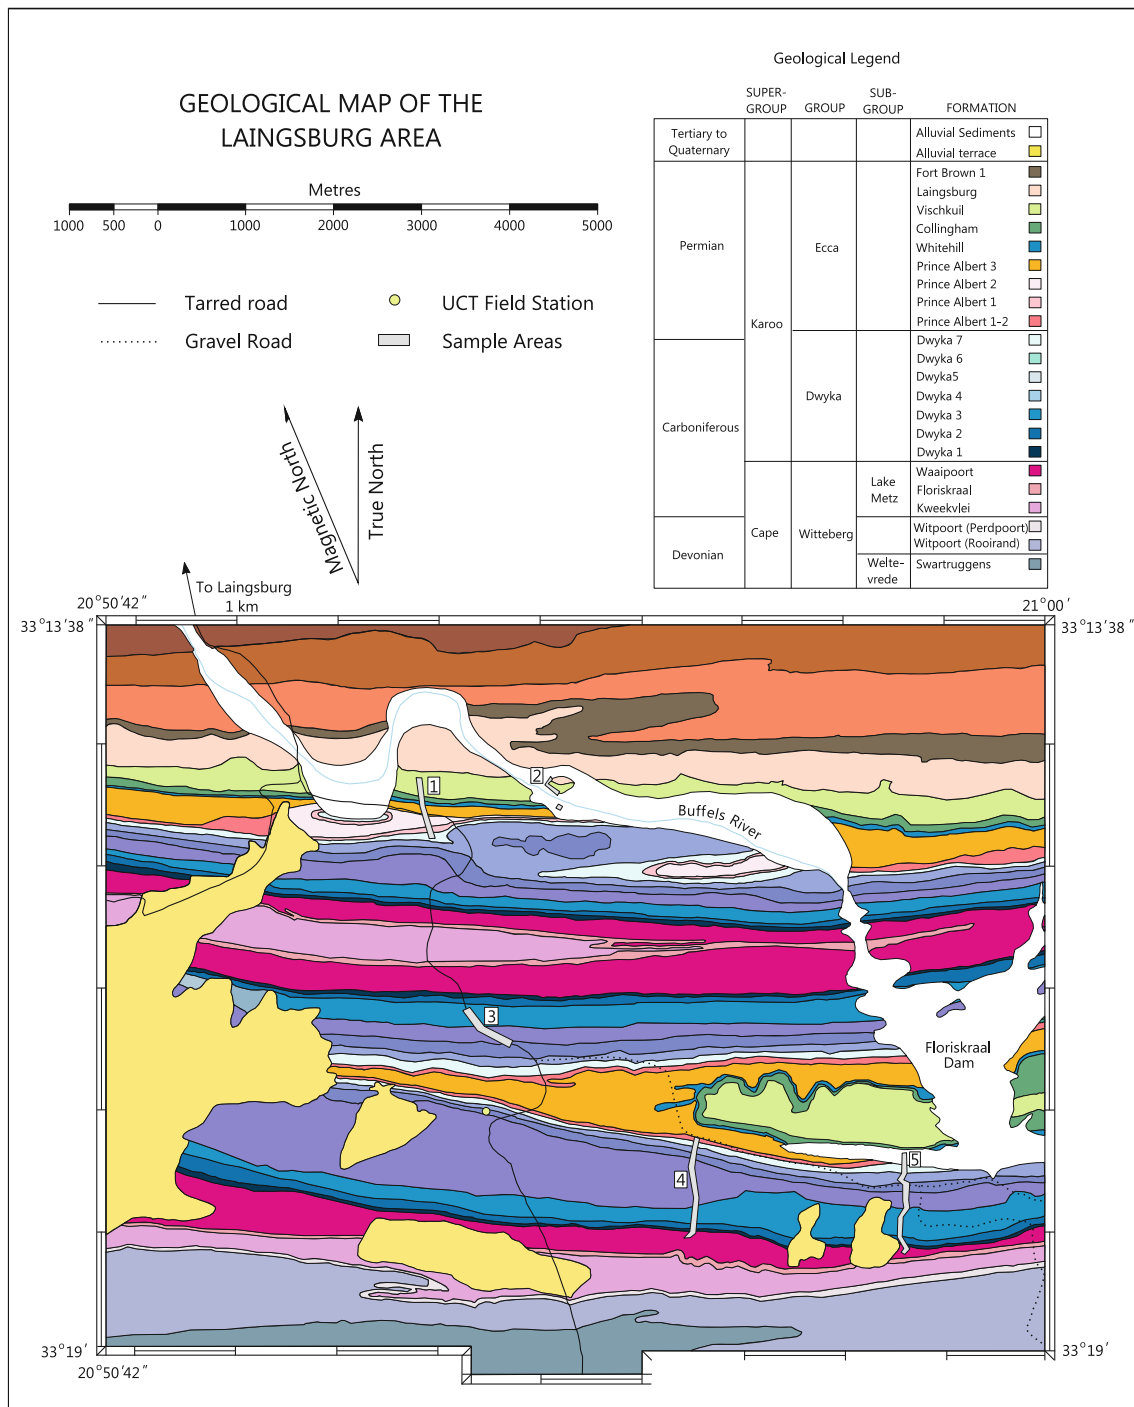 GEOLOGICAL MAP OF THE
LAINGSBURG AREA
Metres
1000 500 0 1000 2000 3000 4000 5000
Tarred road
UCT Field Station
Gravel Road
Sample Areas
Magnetic North
True North
Geological Legend
SUPER-
GROUP
GROUP
SUB-
GROUP
FORMATION
Tertiary to
Quaternary
Alluvial Sediments
Alluvial terrace
Permian
Karoo
Ecca
Fort Brown 1
Laingsburg
Vischkuil
Collingham
Whitehill
Prince Albert 3
Prince Albert 2
Prince Albert 1
Prince Albert 1-2
Carboniferous
Dwyka
Dwyka 7
Dwyka 6
Dwyka5
Dwyka 4
Dwyka 3
Dwyka 2
Dwyka 1
Cape
Witteberg
Lake
Metz
Waaipoort
Floriskraal
Kweekvlei
Devonian
Witpoort (Perdpoort)
Witpoort (Rooirand)
Welte-
vrede
Swartruggens
To Laingsburg
1 km
20°50'42"
21°00'
33°13'38"
33°13'38"
1
2
Buffels River
3
Floriskraal
Dam
4
5
33°19'
33°19'
20°50'42"